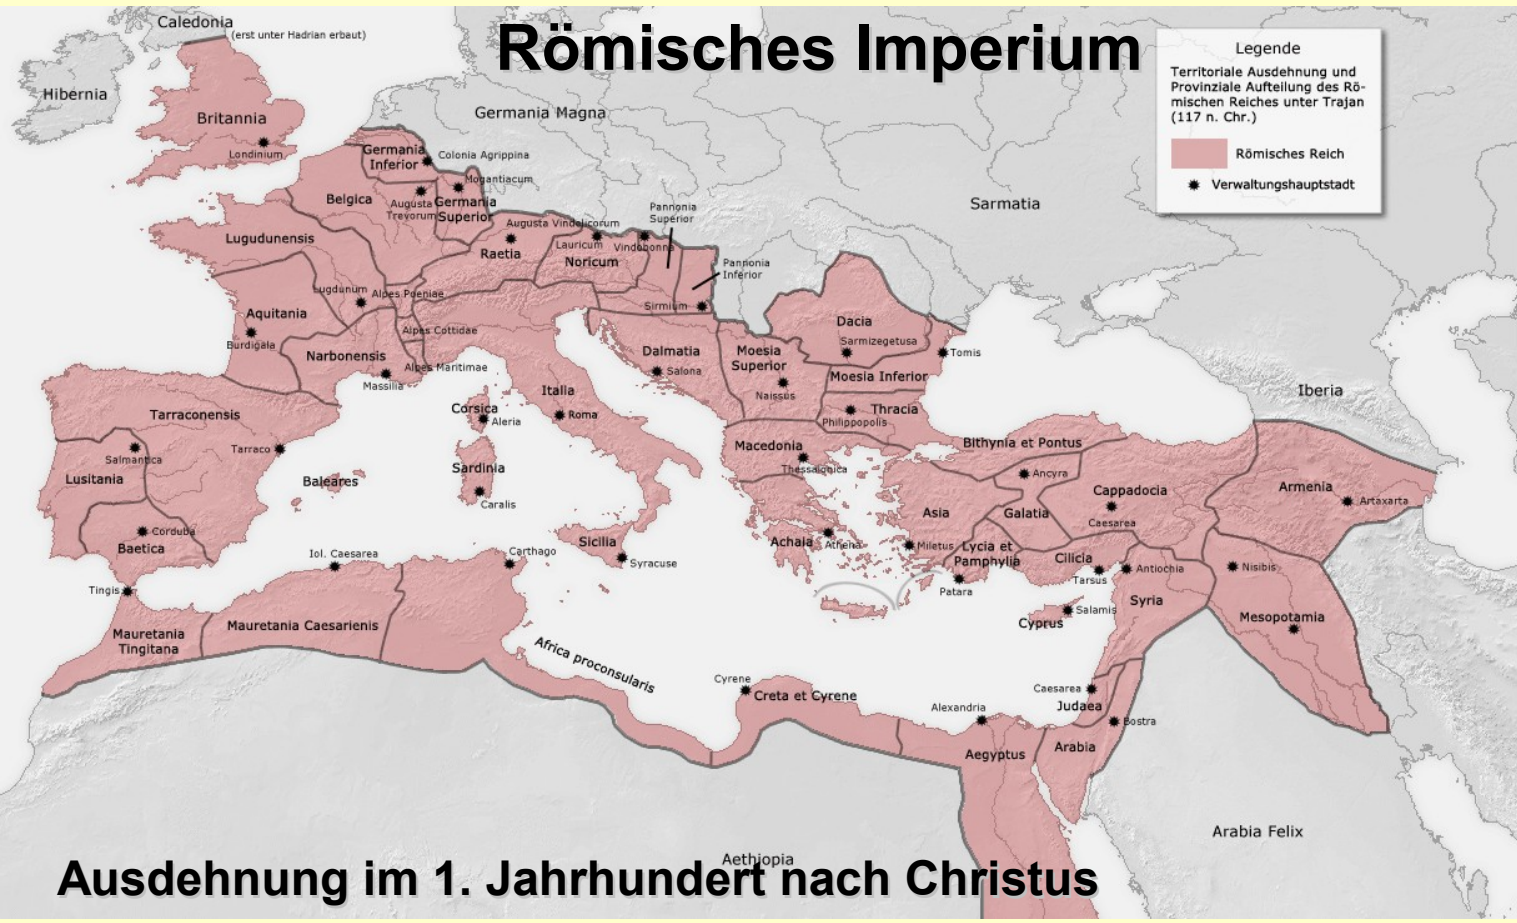 Römisches Imperium
Caledonia
(erst unter Hadrian erbaut)
Hibernia
Britannia
Londinium
Germania Magna
Sarmatia
Legende
Territoriale Ausdehnung und
Provinziale Aufteilung des Rö-
mischen Reiches unter Trajan
(117 n. Chr.)
Römisches Reich
Verwaltungshauptstadt
Germania
Inferior
Colonia Agrippina
Mogantiacum
Belgica
Augusta
Trevorum
Germania
Superior
Lugudunensis
Augusta Vindelicorum
Raetia
Lauricum
Noricum
Vindobonna
Pannonia
Superior
Pannonia
Inferior
Sirmium
Lugdunum
Alpes Poeniae
Aquitania
Burdigala
Alpes Cottidae
Narbonensis
Alpes Maritimae
Massilia
Dacia
Sarmizegetusa
Tomis
Dalmatia
Salona
Moesia
Superior
Naissus
Moesia Inferior
Thracia
Philippopolis
Iberia
Italia
Roma
Corsica
Aleria
Sardinia
Caralis
Tarraconensis
Tarraco
Salmantica
Lusitania
Corduba
Baetica
Baleares
Macedonia
Thessalonica
Bithynia et Pontus
Ancyra
Cappadocia
Caesarea
Armenia
Artaxarta
Asia
Galatia
Achaia
Athena
Miletus
Lycia et
Pamphylia
Patara
Cilicia
Tarsus
Antiochia
Nisibis
Syria
Mesopotamia
Salamis
Cyprus
Sicilia
Syracuse
Carthago
Iol. Caesarea
Tingis
Mauretania
Tingitana
Mauretania Caesarienis
Africa proconsularis
Cyrene
Creta et Cyrene
Alexandria
Caesarea
Judaea
Bostra
Aegyptus
Arabia
Arabia Felix
Aethiopia
Ausdehnung im 1. Jahrhundert nach Christus